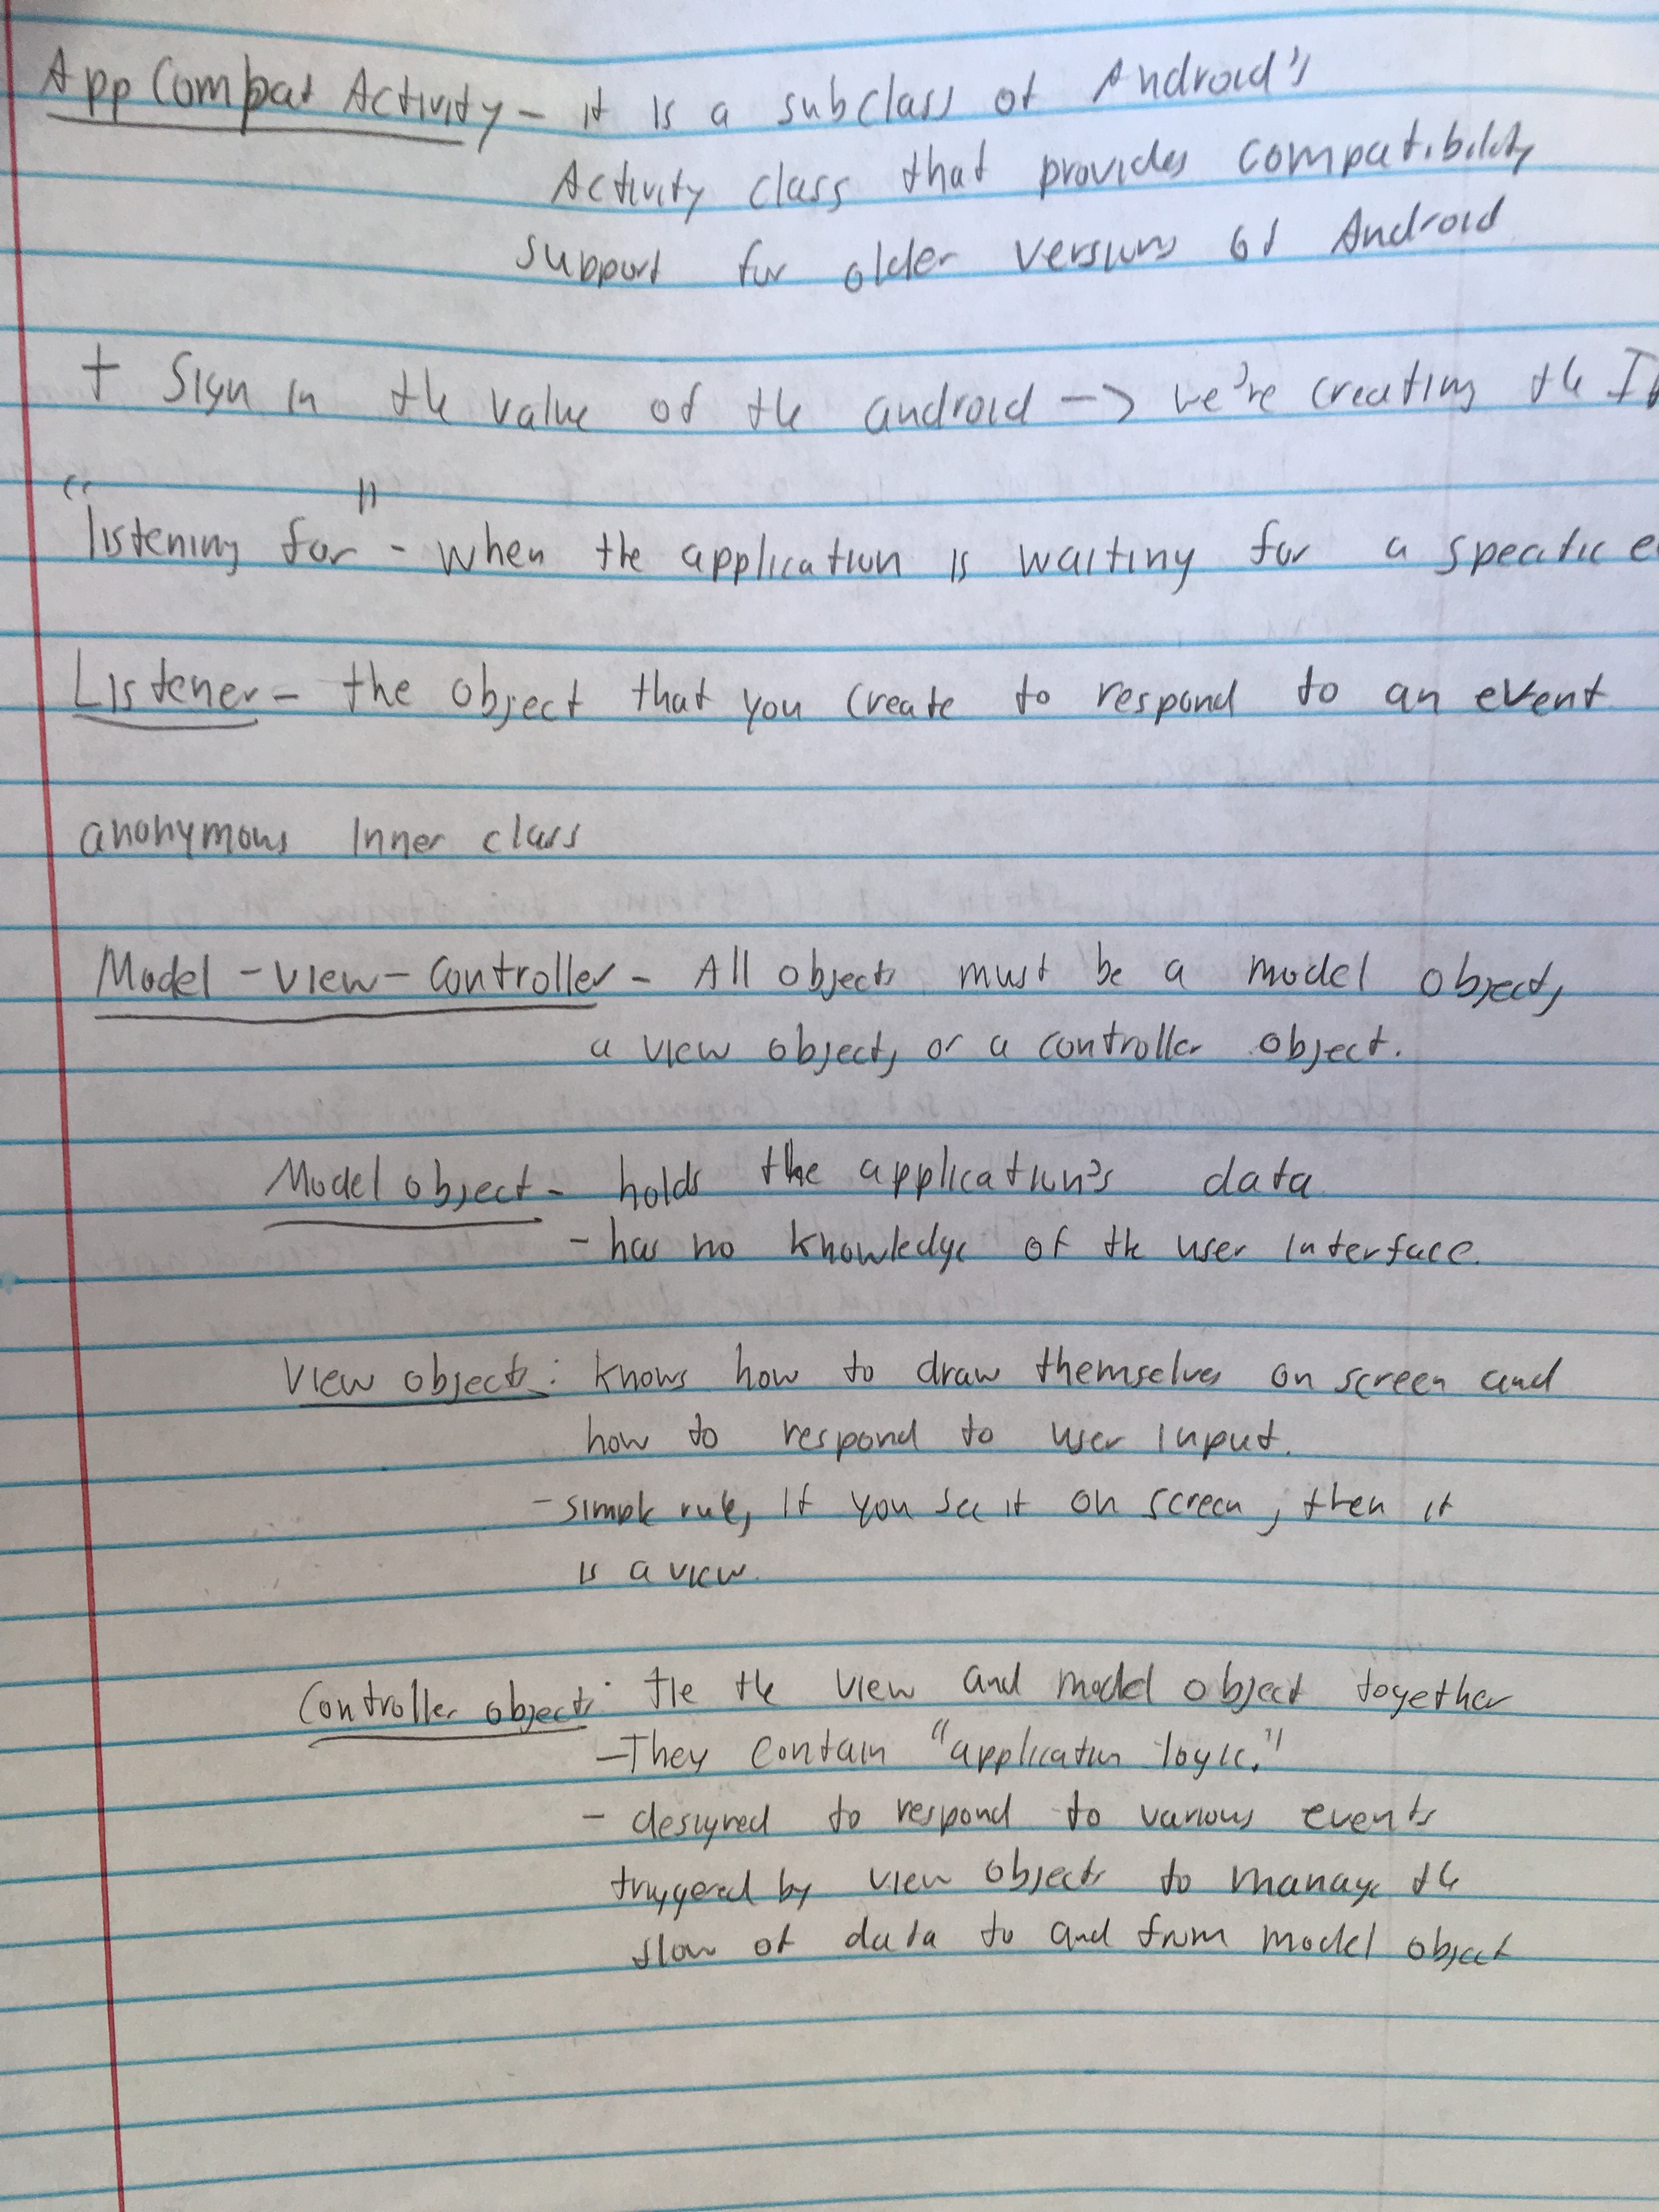 App Compat Activity - it is a subclass of Android's
Activity class that provides compatibility
support for older versions of Android
+ Sign in the value of the android -> we're creating the
"listening for" - when the application is waiting for a specific
Listener - the object that you create to respond to an event
anonymous inner class
Model - View - Controller - All objects must be a model object,
a view object, or a controller object.
Model object - holds the application's data
- has no knowledge of the user interface.
View objects: knows how to draw themselves on screen and
how to respond to user input.
- simple rule, if you see it on screen, then it
is a view.
Controller objects: tie the view and model object together
- They contain "application logic."
- designed to respond to various events
triggered by view objects to manage the
flow of data to and from model object